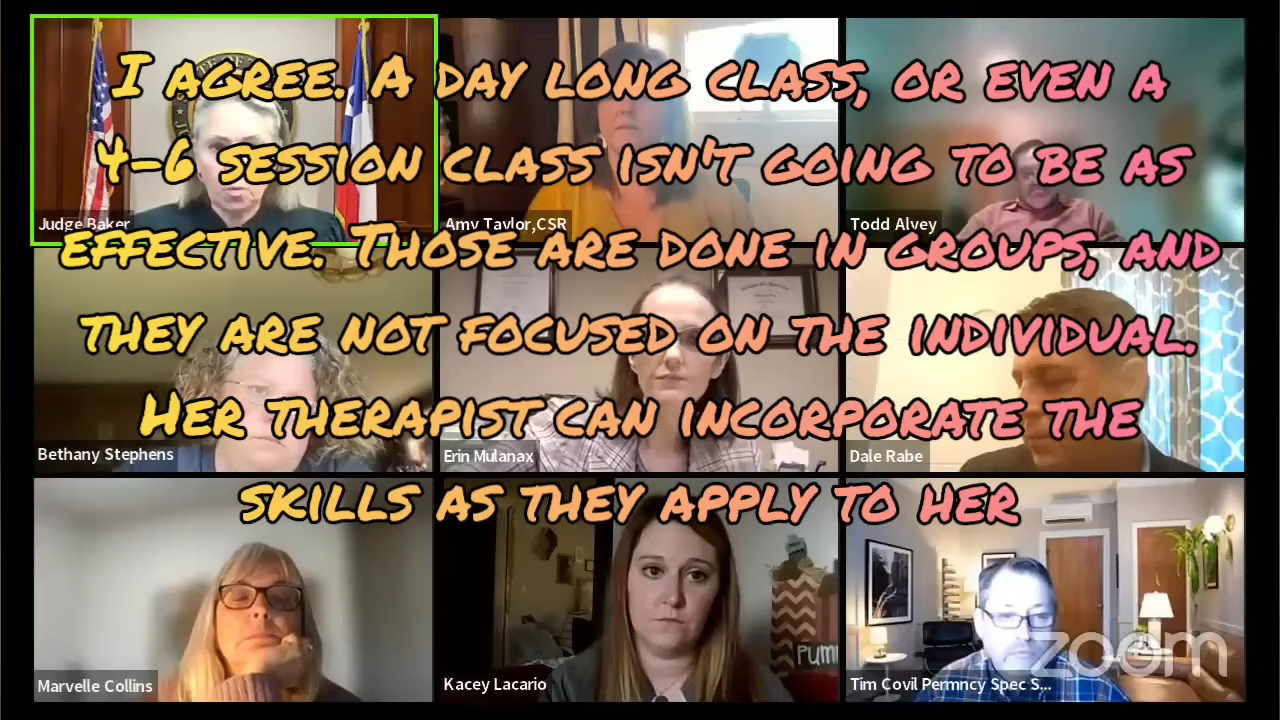 I AGREE. A DAY LONG CLASS, OR EVEN A
4-6 SESSION CLASS ISN'T GOING TO BE AS
EFFECTIVE. THOSE ARE DONE IN GROUPS, AND
THEY ARE NOT FOCUSED ON THE INDIVIDUAL.
HER THERAPIST CAN INCORPORATE THE
SKILLS AS THEY APPLY TO HER
Judge Baker
Amy Taylor,CSR
Todd Alvey
Bethany Stephens
Erin Mulanax
Dale Rabe
Marvelle Collins
Kacey Lacario
Tim Covil Permncy Spec S...
zoom